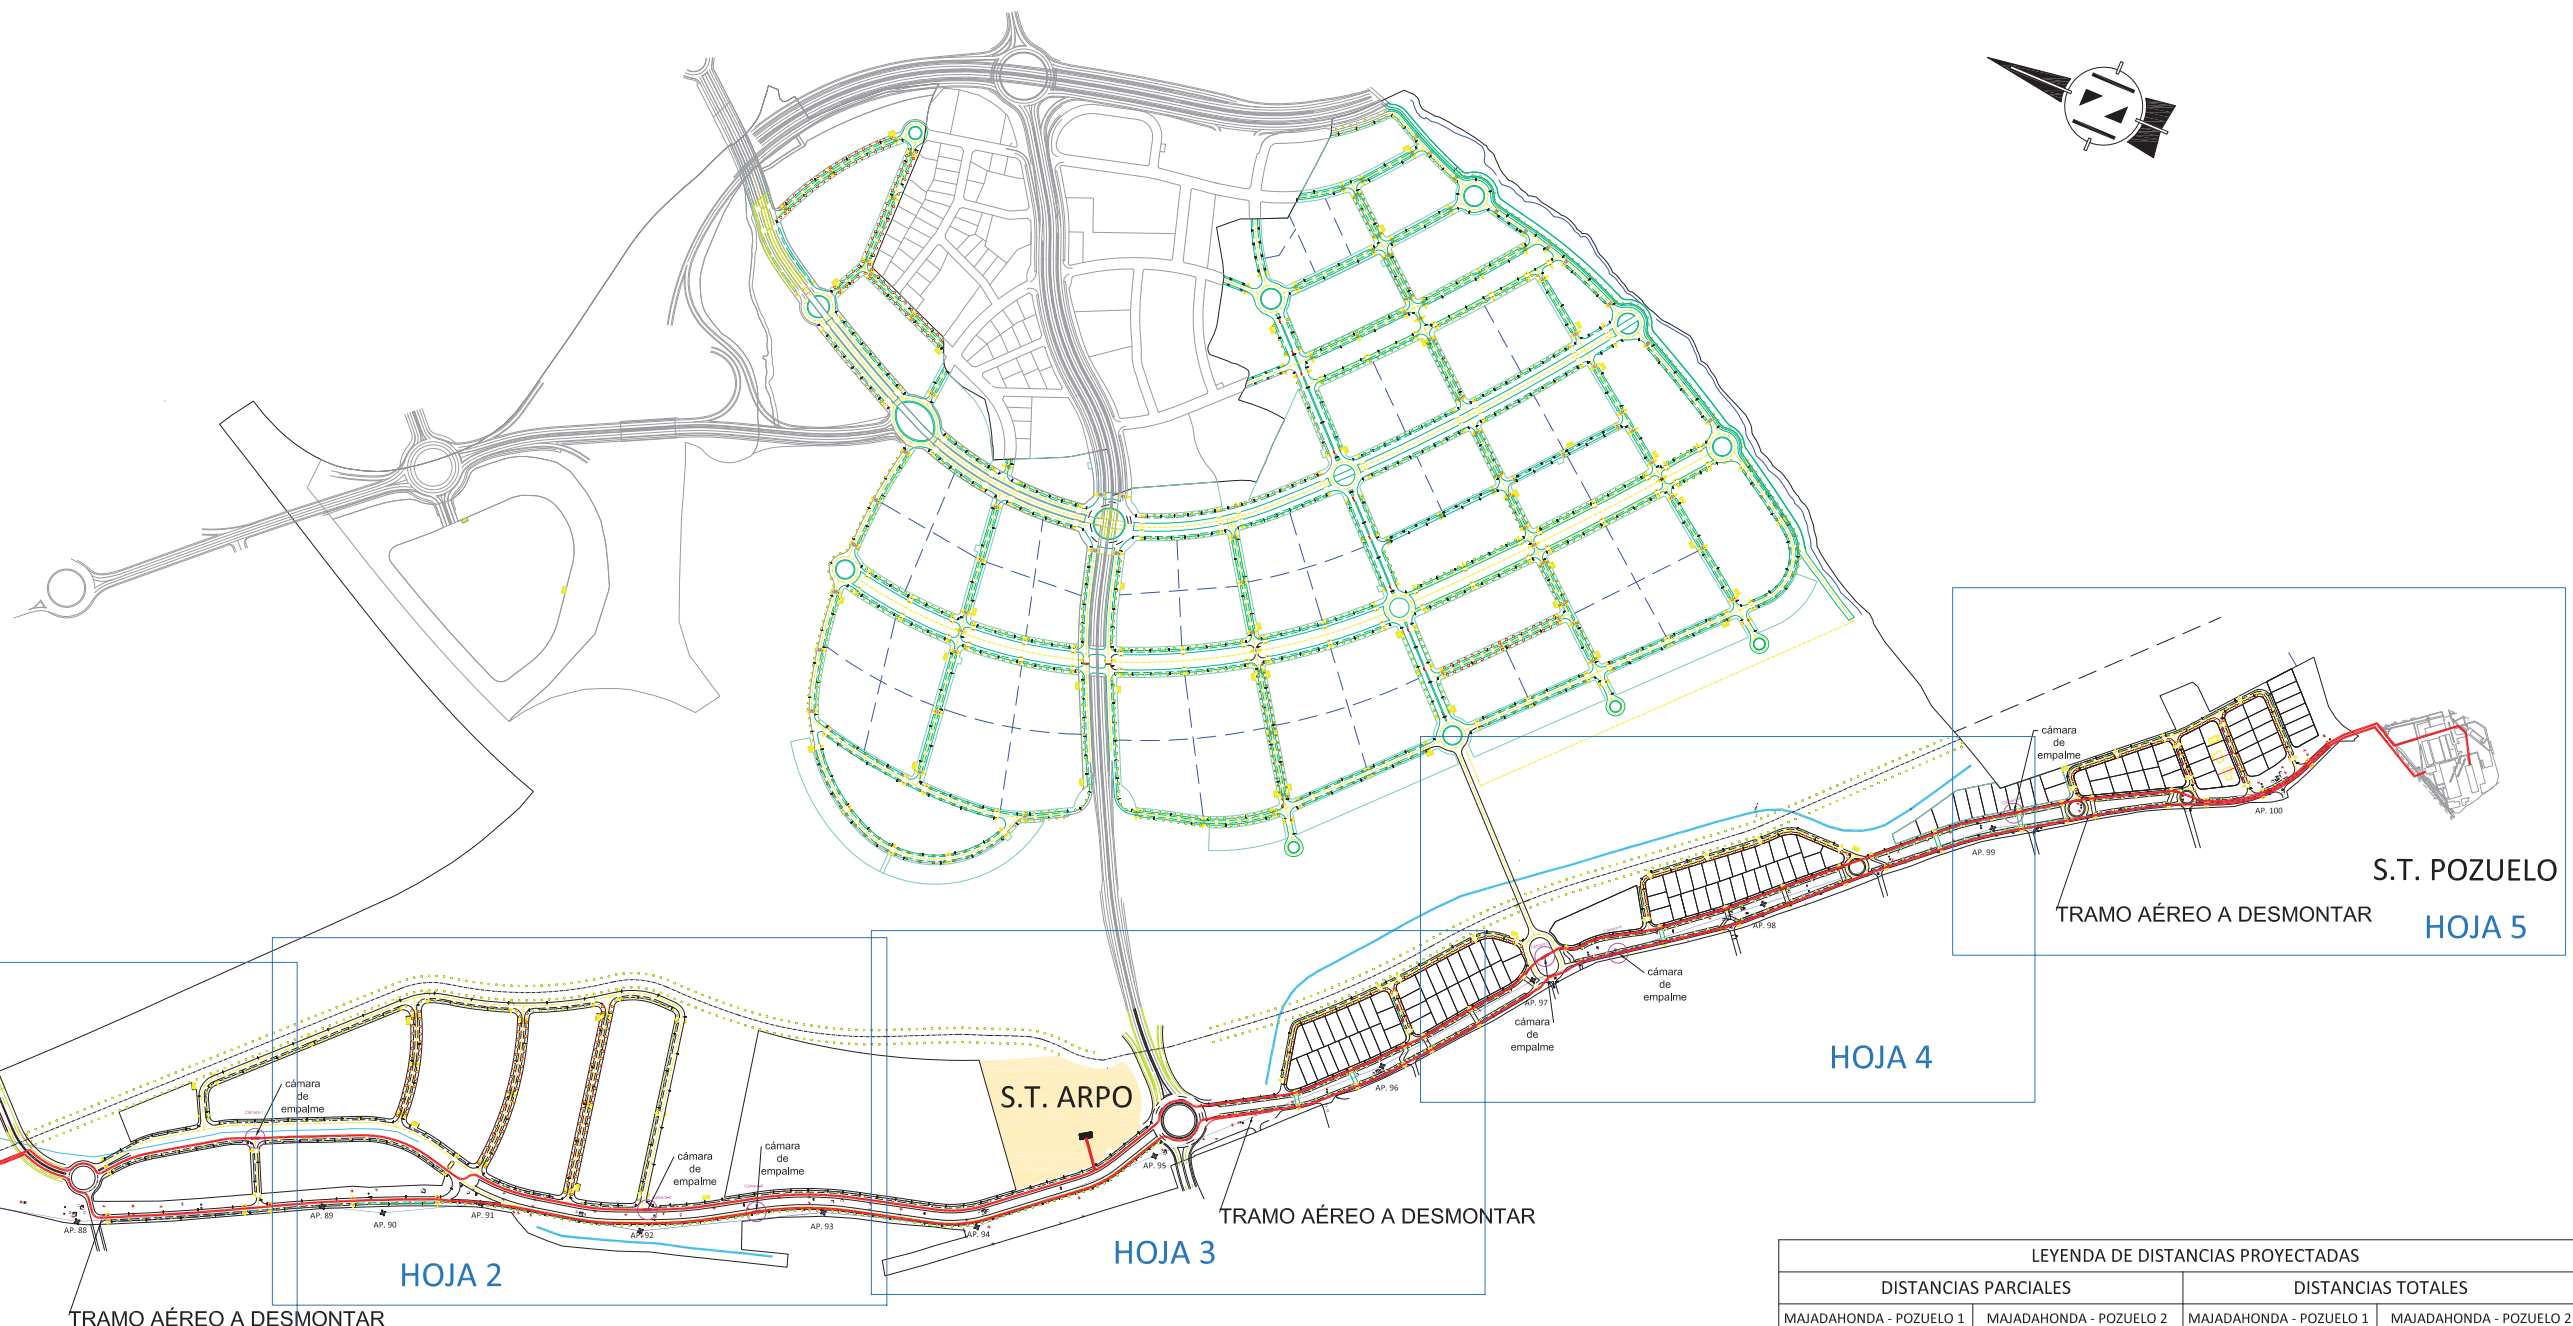 cámara
de
empalme
AP. 100
AP. 99
S.T. POZUELO
TRAMO AÉREO A DESMONTAR
HOJA 5
AP. 98
cámara
de
empalme
AP. 97
cámara
de
empalme
HOJA 4
AP. 96
S.T. ARPO
AP. 95
TRAMO AÉREO A DESMONTAR
AP. 94
HOJA 3
cámara
de
empalme
AP. 93
cámara
de
empalme
AP. 92
AP. 91
AP. 90
AP. 89
cámara
de
empalme
AP. 88
HOJA 2
TRAMO AÉREO A DESMONTAR
LEYENDA DE DISTANCIAS PROYECTADAS
DISTANCIAS PARCIALES
DISTANCIAS TOTALES
MAJADAHONDA - POZUELO 1
MAJADAHONDA - POZUELO 2
MAJADAHONDA - POZUELO 1
MAJADAHONDA - POZUELO 2